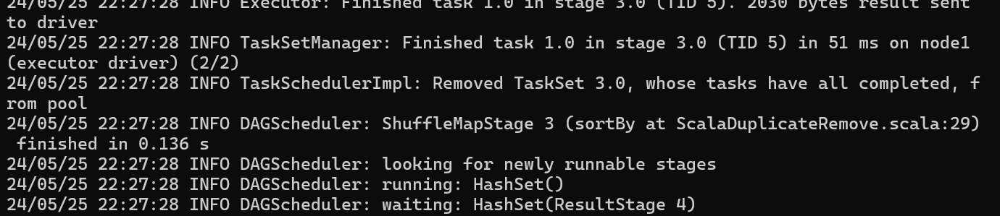 24/05/25 22:27:28 INFO Executor: Finished task 1.0 in stage 3.0 (TID 5). 2030 bytes result sent
to driver
24/05/25 22:27:28 INFO TaskSetManager: Finished task 1.0 in stage 3.0 (TID 5) in 51 ms on node1
(executor driver) (2/2)
24/05/25 22:27:28 INFO TaskSchedulerImpl: Removed TaskSet 3.0, whose tasks have all completed, f
rom pool
24/05/25 22:27:28 INFO DAGScheduler: ShuffleMapStage 3 (sortBy at ScalaDuplicateRemove.scala:29)
 finished in 0.136 s
24/05/25 22:27:28 INFO DAGScheduler: looking for newly runnable stages
24/05/25 22:27:28 INFO DAGScheduler: running: HashSet()
24/05/25 22:27:28 INFO DAGScheduler: waiting: HashSet(ResultStage 4)